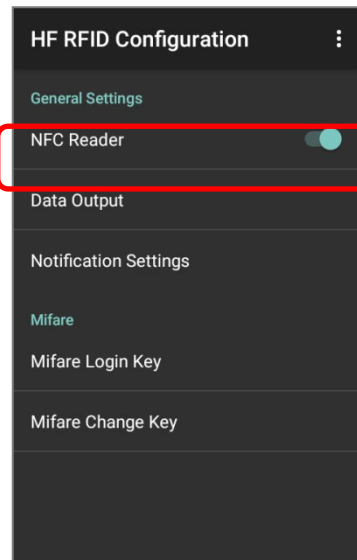 HF RFID Configuration
General Settings
NFC Reader
Data Output
Notification Settings
Mifare
Mifare Login Key
Mifare Change Key